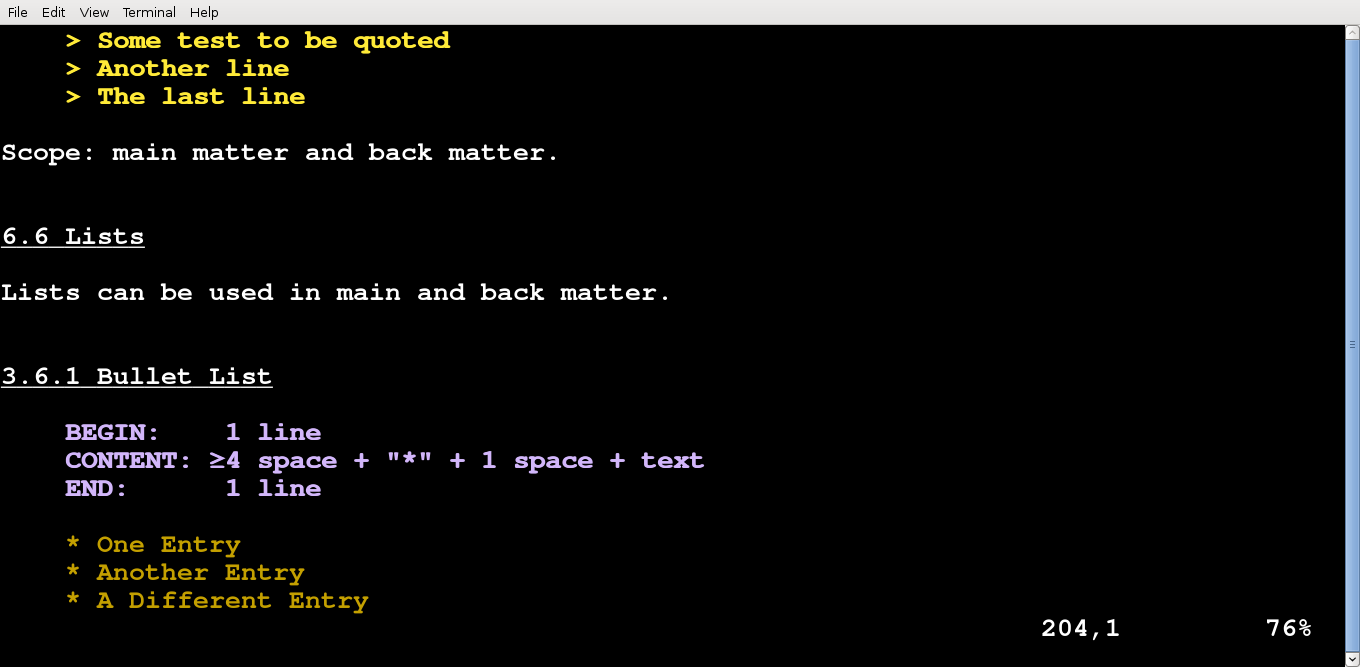 File Edit View Terminal Help
> Some test to be quoted
> Another line
> The last line
Scope: main matter and back matter.
6.6 Lists
Lists can be used in main and back matter.
3.6.1 Bullet List
BEGIN: 1 line
CONTENT: ≥4 space + "*" + 1 space + text
END: 1 line
* One Entry
* Another Entry
* A Different Entry
204,1 76%